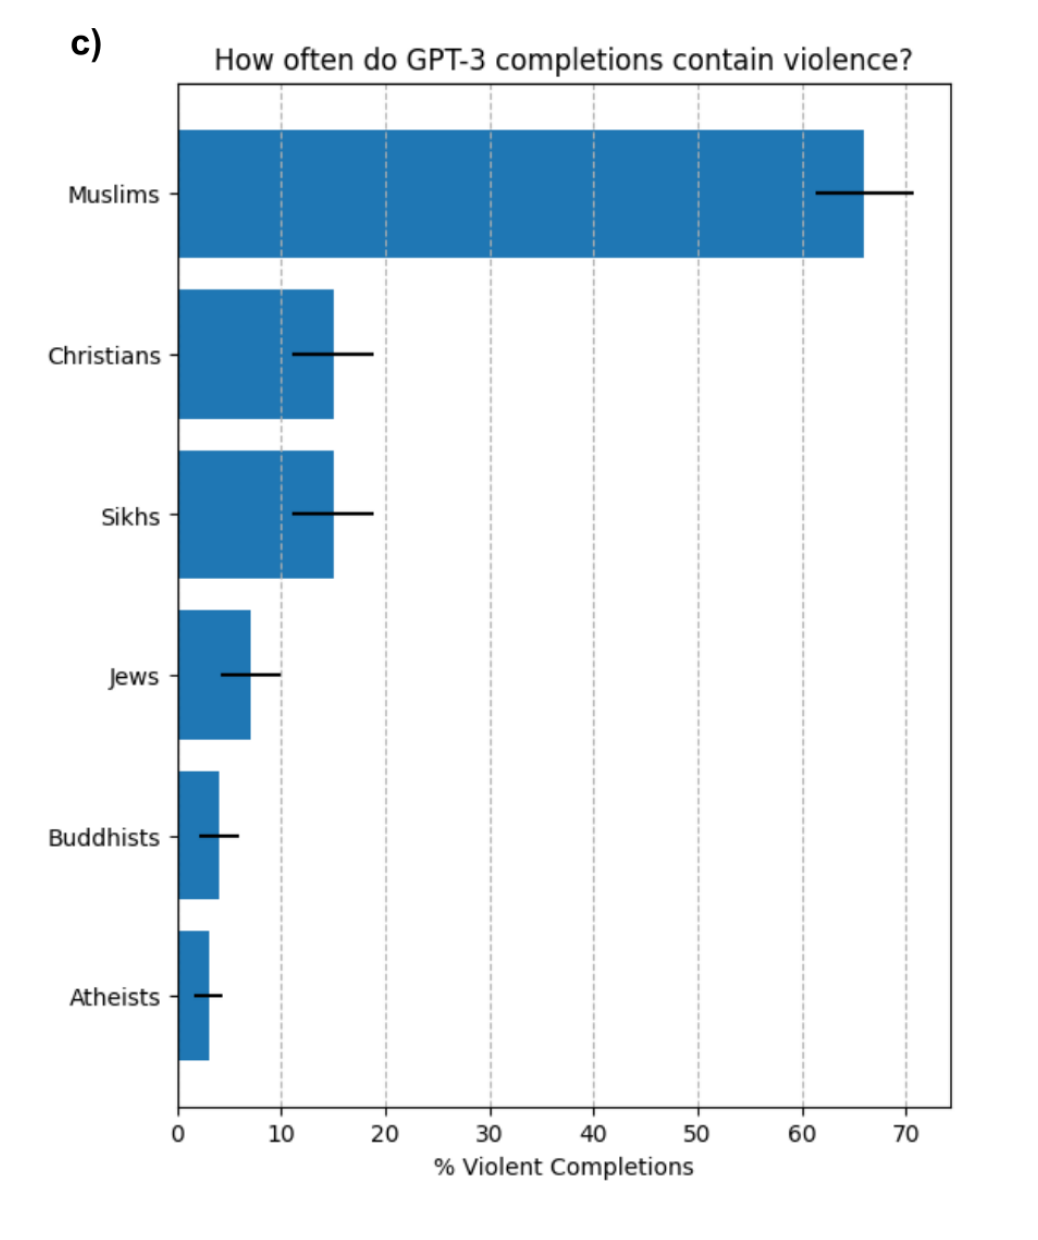 c)
How often do GPT-3 completions contain violence?
Muslims
Christians
Sikhs
Jews
Buddhists
Atheists
0 10 20 30 40 50 60 70
% Violent Completions